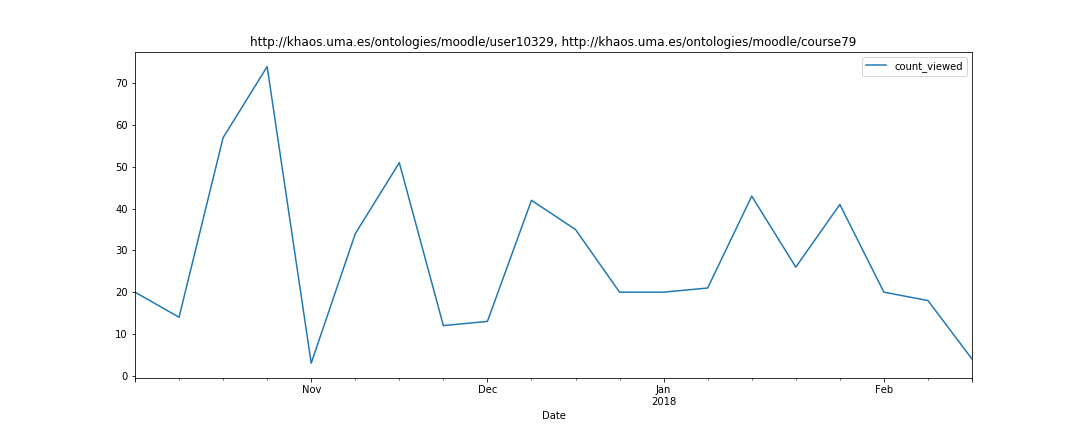 http://khaos.uma.es/ontologies/moodle/user10329, http://khaos.uma.es/ontologies/moodle/course79
count_viewed
70
60
50
40
30
20
10
0
Nov
Dec
Jan
2018
Feb
Date